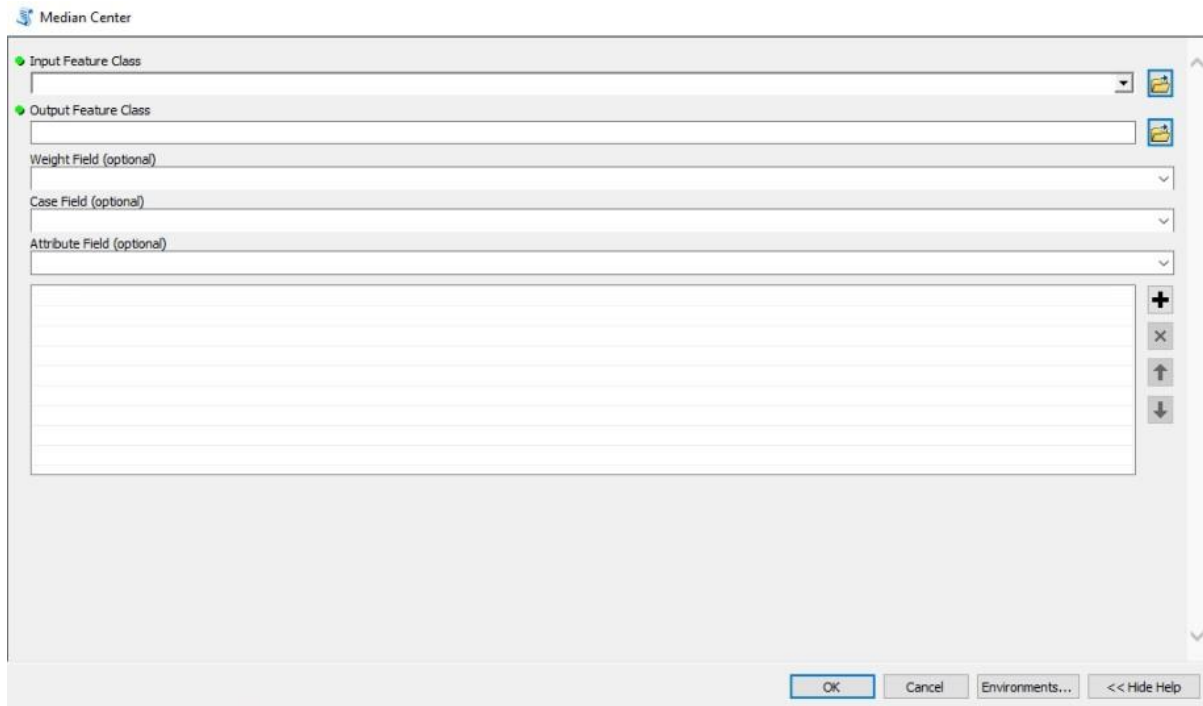 Median Center
Input Feature Class
Output Feature Class
Weight Field (optional)
Case Field (optional)
Attribute Field (optional)
OK Cancel Environments... << Hide Help